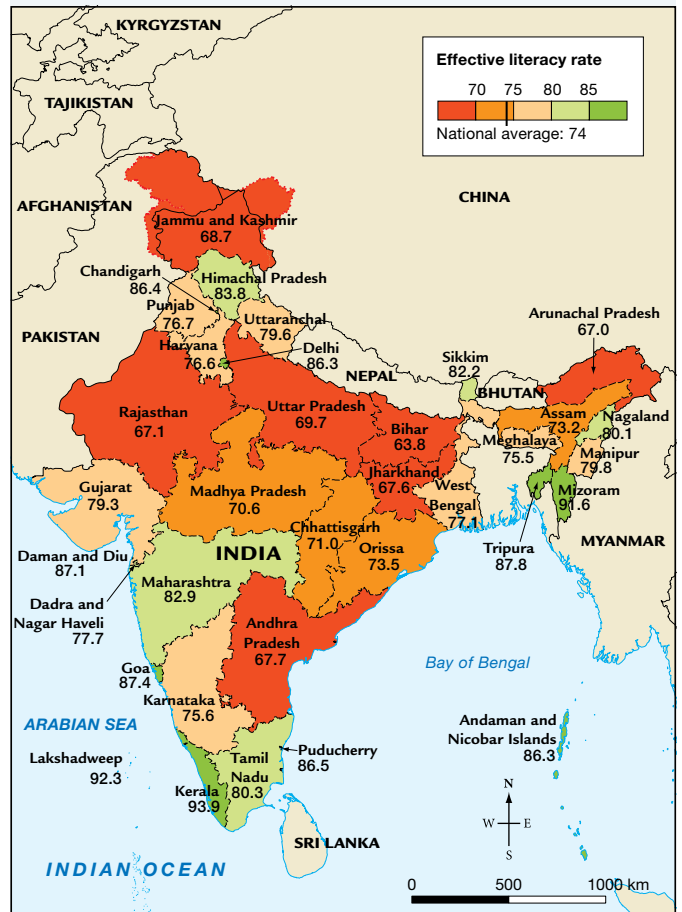 KYRGYZSTAN
Effective literacy rate
70 75 80 85
National average: 74
TAJIKISTAN
AFGHANISTAN
CHINA
Jammu and Kashmir
68.7
Chandigarh
86.4
Himachal Pradesh
83.8
Punjab
76.7
Uttaranchal
79.6
Arunachal Pradesh
67.0
PAKISTAN
Haryana
76.6
Delhi
86.3
NEPAL
Sikkim
82.2
BHUTAN
Rajasthan
67.1
Uttar Pradesh
69.7
Bihar
63.8
Assam
73.2
Nagaland
80.1
Meghalaya
75.5
Manipur
79.8
Jharkhand
67.6
Gujarat
79.3
Madhya Pradesh
70.6
West
Bengal
77.1
Mizoram
91.6
Chhattisgarh
71.0
Orissa
73.5
Tripura
87.8
MYANMAR
INDIA
Daman and Diu
87.1
Maharashtra
82.9
Dadra and
Nagar Haveli
77.7
Andhra
Pradesh
67.7
Goa
87.4
Bay of Bengal
Karnataka
75.6
ARABIAN SEA
Andaman and
Nicobar Islands
86.3
Lakshadweep
92.3
Puducherry
86.5
Tamil
Nadu
80.3
Kerala
93.9
N
W E
S
SRI LANKA
INDIAN OCEAN
0 500 1000 km